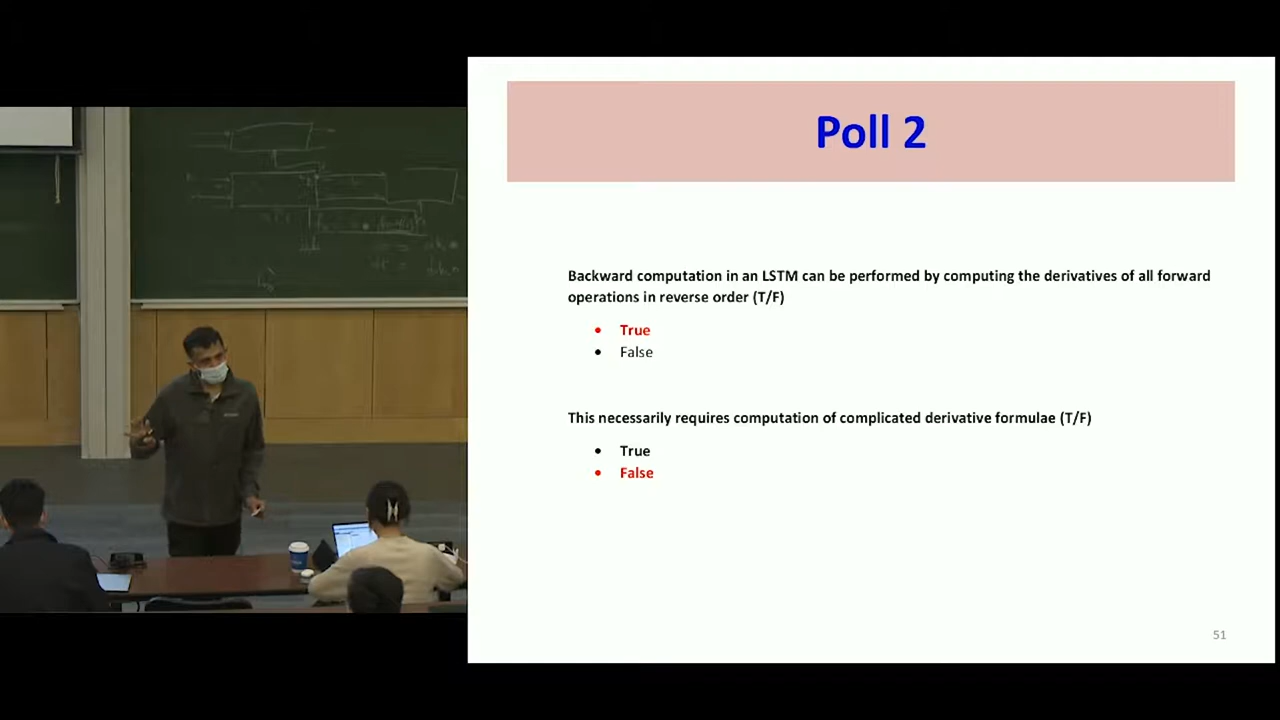 Poll 2
Backward computation in an LSTM can be performed by computing the derivatives of all forward
operations in reverse order (T/F)
• True
• False
This necessarily requires computation of complicated derivative formulae (T/F)
• True
• False
51